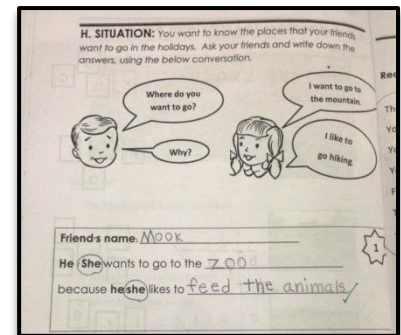 H. SITUATION: You want to know the places that your friends
want to go in the holidays. Ask your friends and write down the
answers, using the below conversation.
Where do you
want to go?
Why?
I want to go to
the mountain.
I like to
go hiking.
Friend's name: MOOK
He She wants to go to the ZOO
because he she likes to feed the animals
1
Rec
Th
Yo
Yo
Y
F